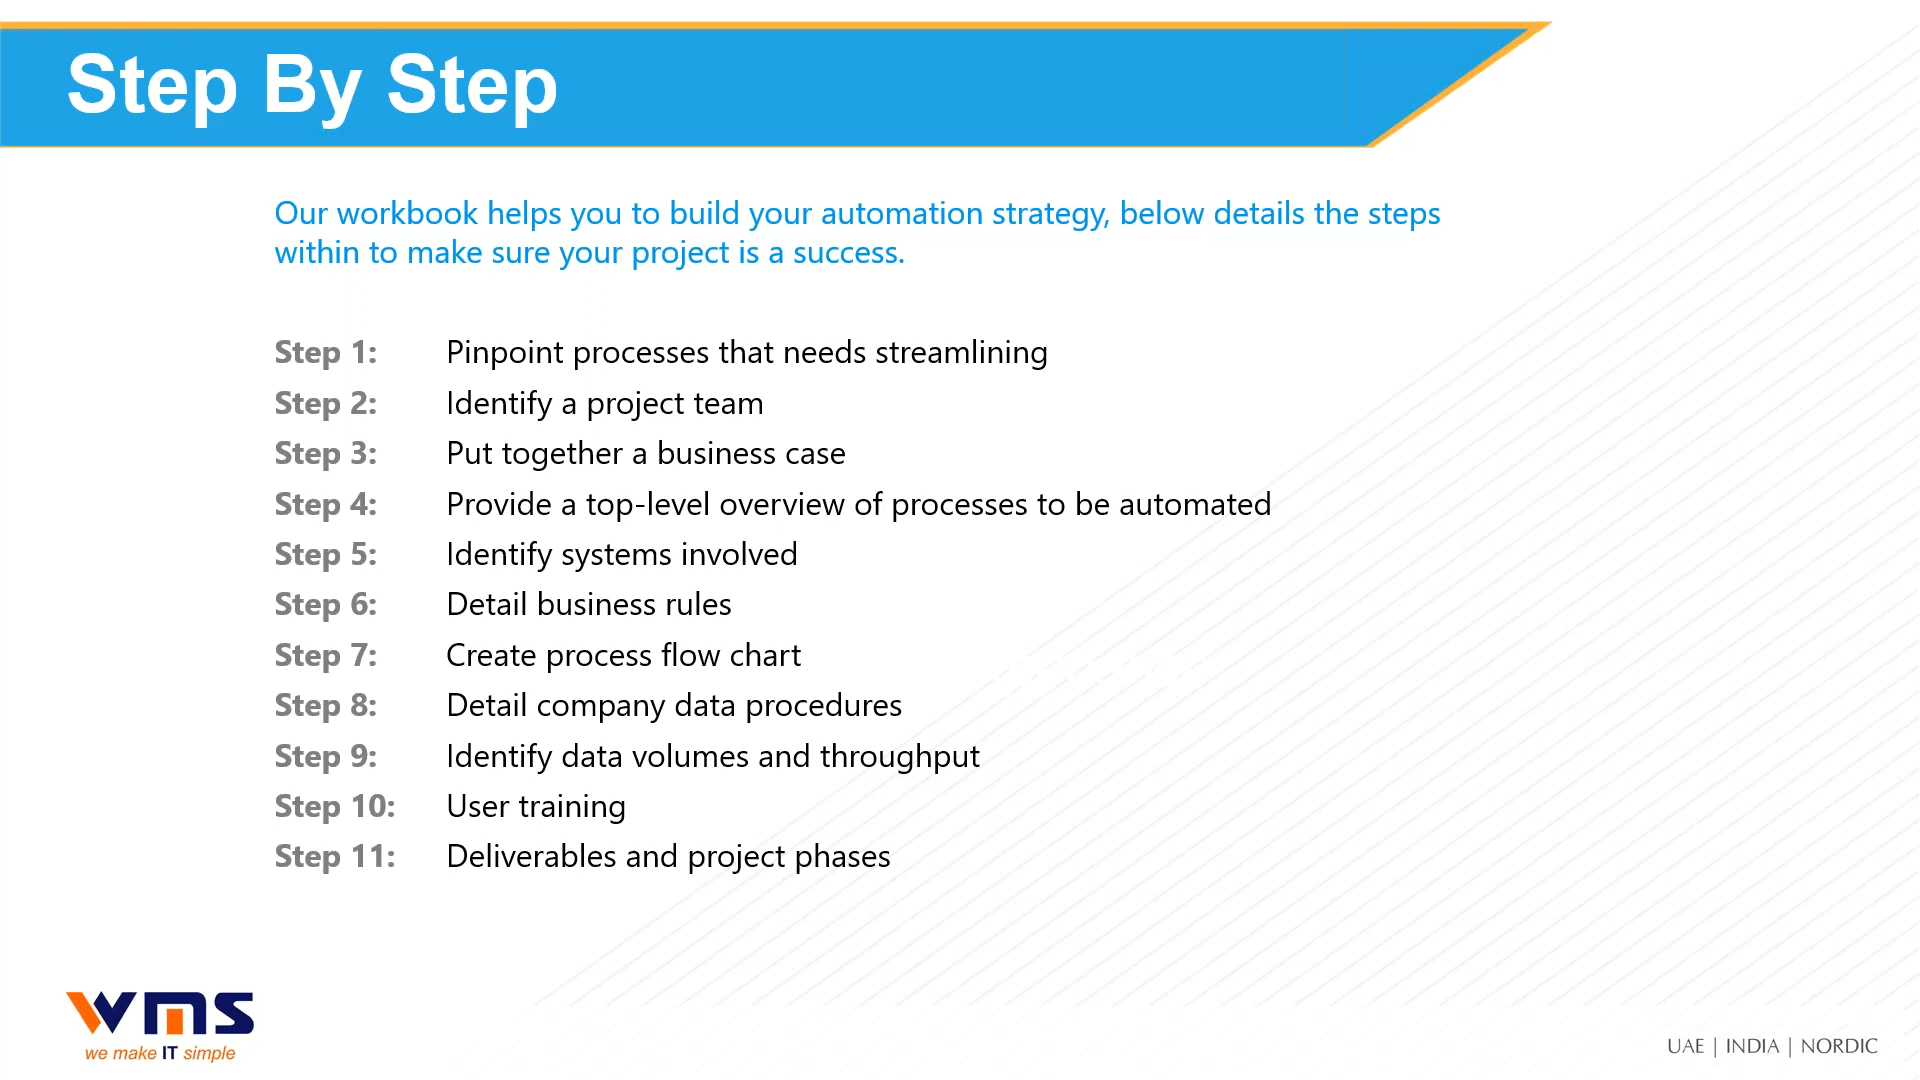 Step By Step
Our workbook helps you to build your automation strategy, below details the steps
within to make sure your project is a success.
Step 1: Pinpoint processes that needs streamlining
Step 2: Identify a project team
Step 3: Put together a business case
Step 4: Provide a top-level overview of processes to be automated
Step 5: Identify systems involved
Step 6: Detail business rules
Step 7: Create process flow chart
Step 8: Detail company data procedures
Step 9: Identify data volumes and throughput
Step 10: User training
Step 11: Deliverables and project phases
wms
we make IT simple
UAE | INDIA | NORDIC